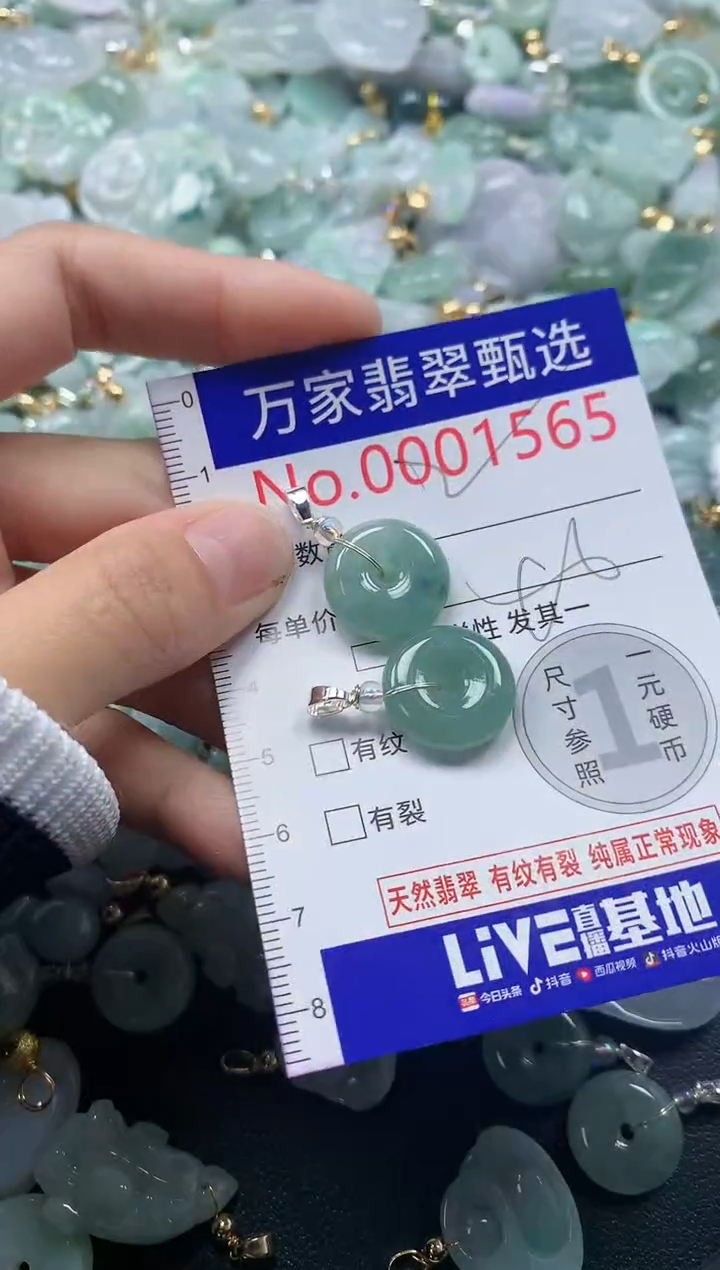 万家翡翠甄选
No.0001565
0
1
数
每单价
性 发其一
4
尺寸参照
1
一元硬币
5
有纹
6
有裂
天然翡翠 有纹有裂 纯属正常现象
7
LiVE直播基地
头条 今日头条 抖音 西瓜视频 抖音火山版
8